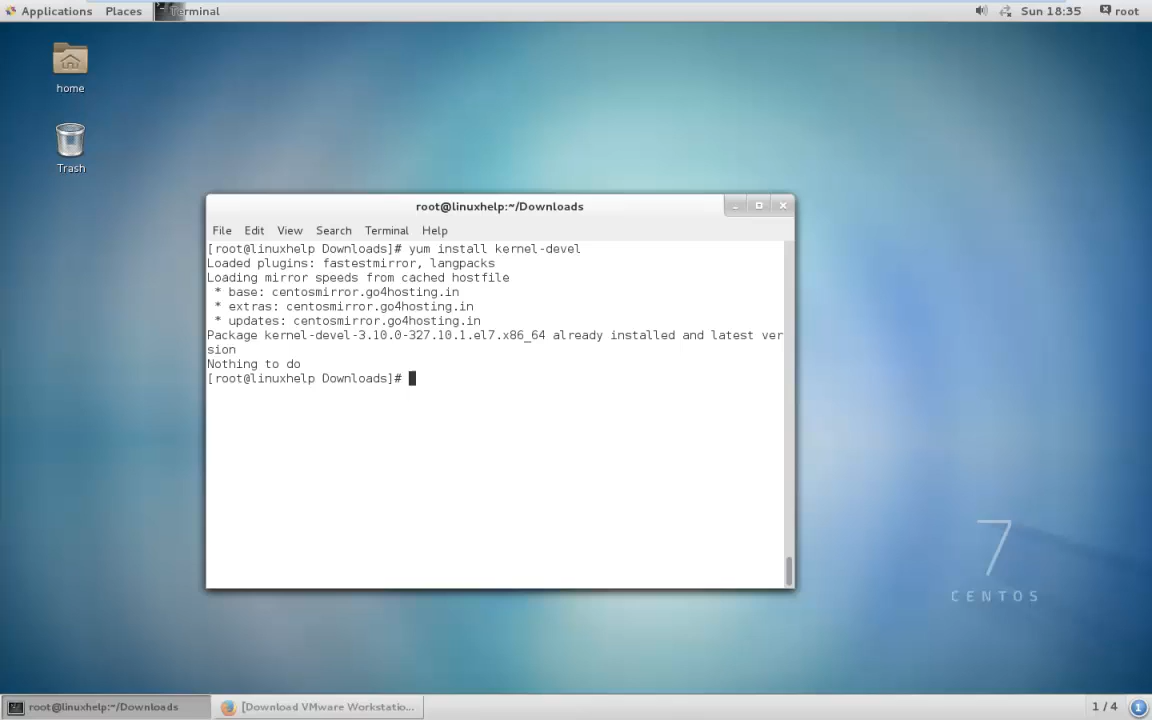 Applications Places Terminal Sun 18:35 root
home
Trash
root@linuxhelp:~/Downloads
File Edit View Search Terminal Help
[root@linuxhelp Downloads]# yum install kernel-devel
Loaded plugins: fastestmirror, langpacks
Loading mirror speeds from cached hostfile
* base: centosmirror.go4hosting.in
* extras: centosmirror.go4hosting.in
* updates: centosmirror.go4hosting.in
Package kernel-devel-3.10.0-327.10.1.el7.x86_64 already installed and latest ver
sion
Nothing to do
[root@linuxhelp Downloads]#
7
CENTOS
root@linuxhelp:~/Downloads [Download VMware Workstatio... 1 / 4 1